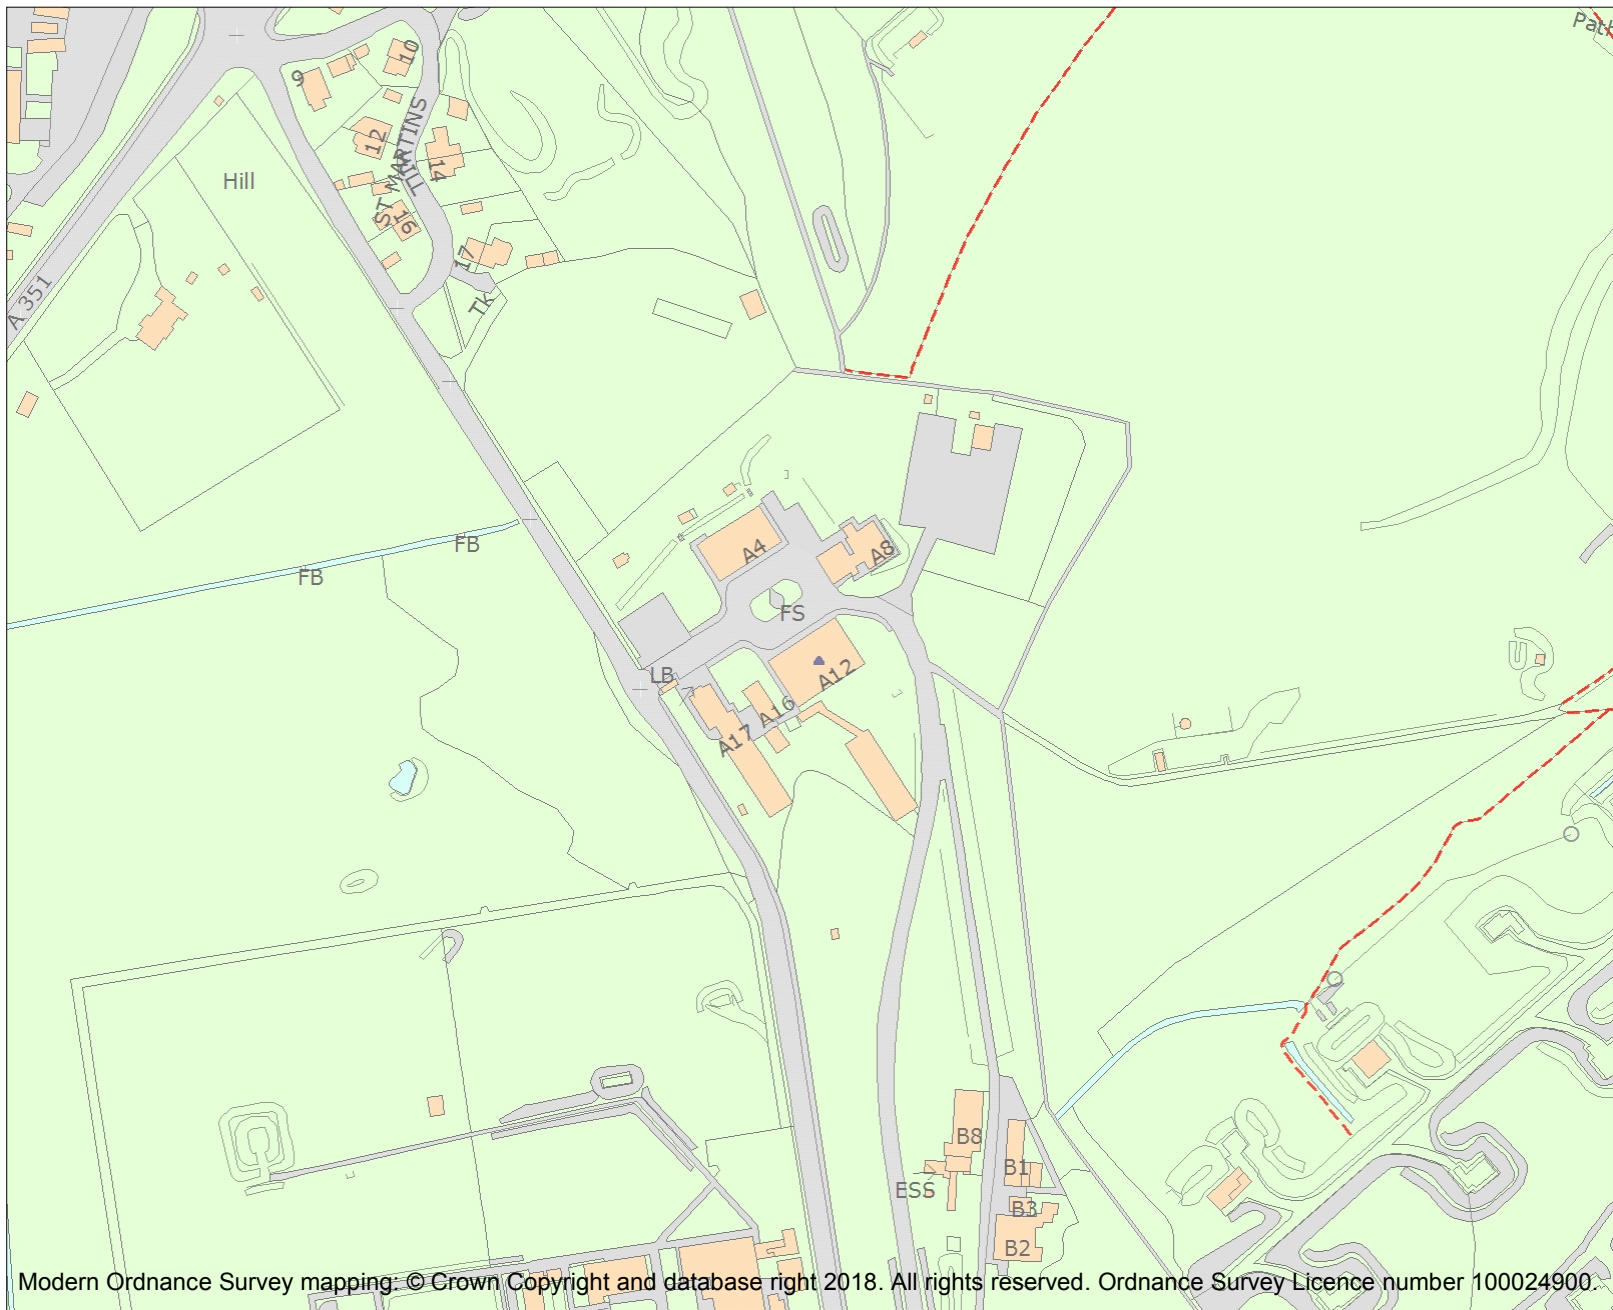 Path
10
9
ST MARTINS
HILL
12
14
Hill
16
17
A 351
Tk
FB
FB
A4
A8
FS
LB
A12
A16
A17
B8
B1
ESS
B3
B2
Modern Ordnance Survey mapping: © Crown Copyright and database right 2018. All rights reserved. Ordnance Survey Licence number 100024900.